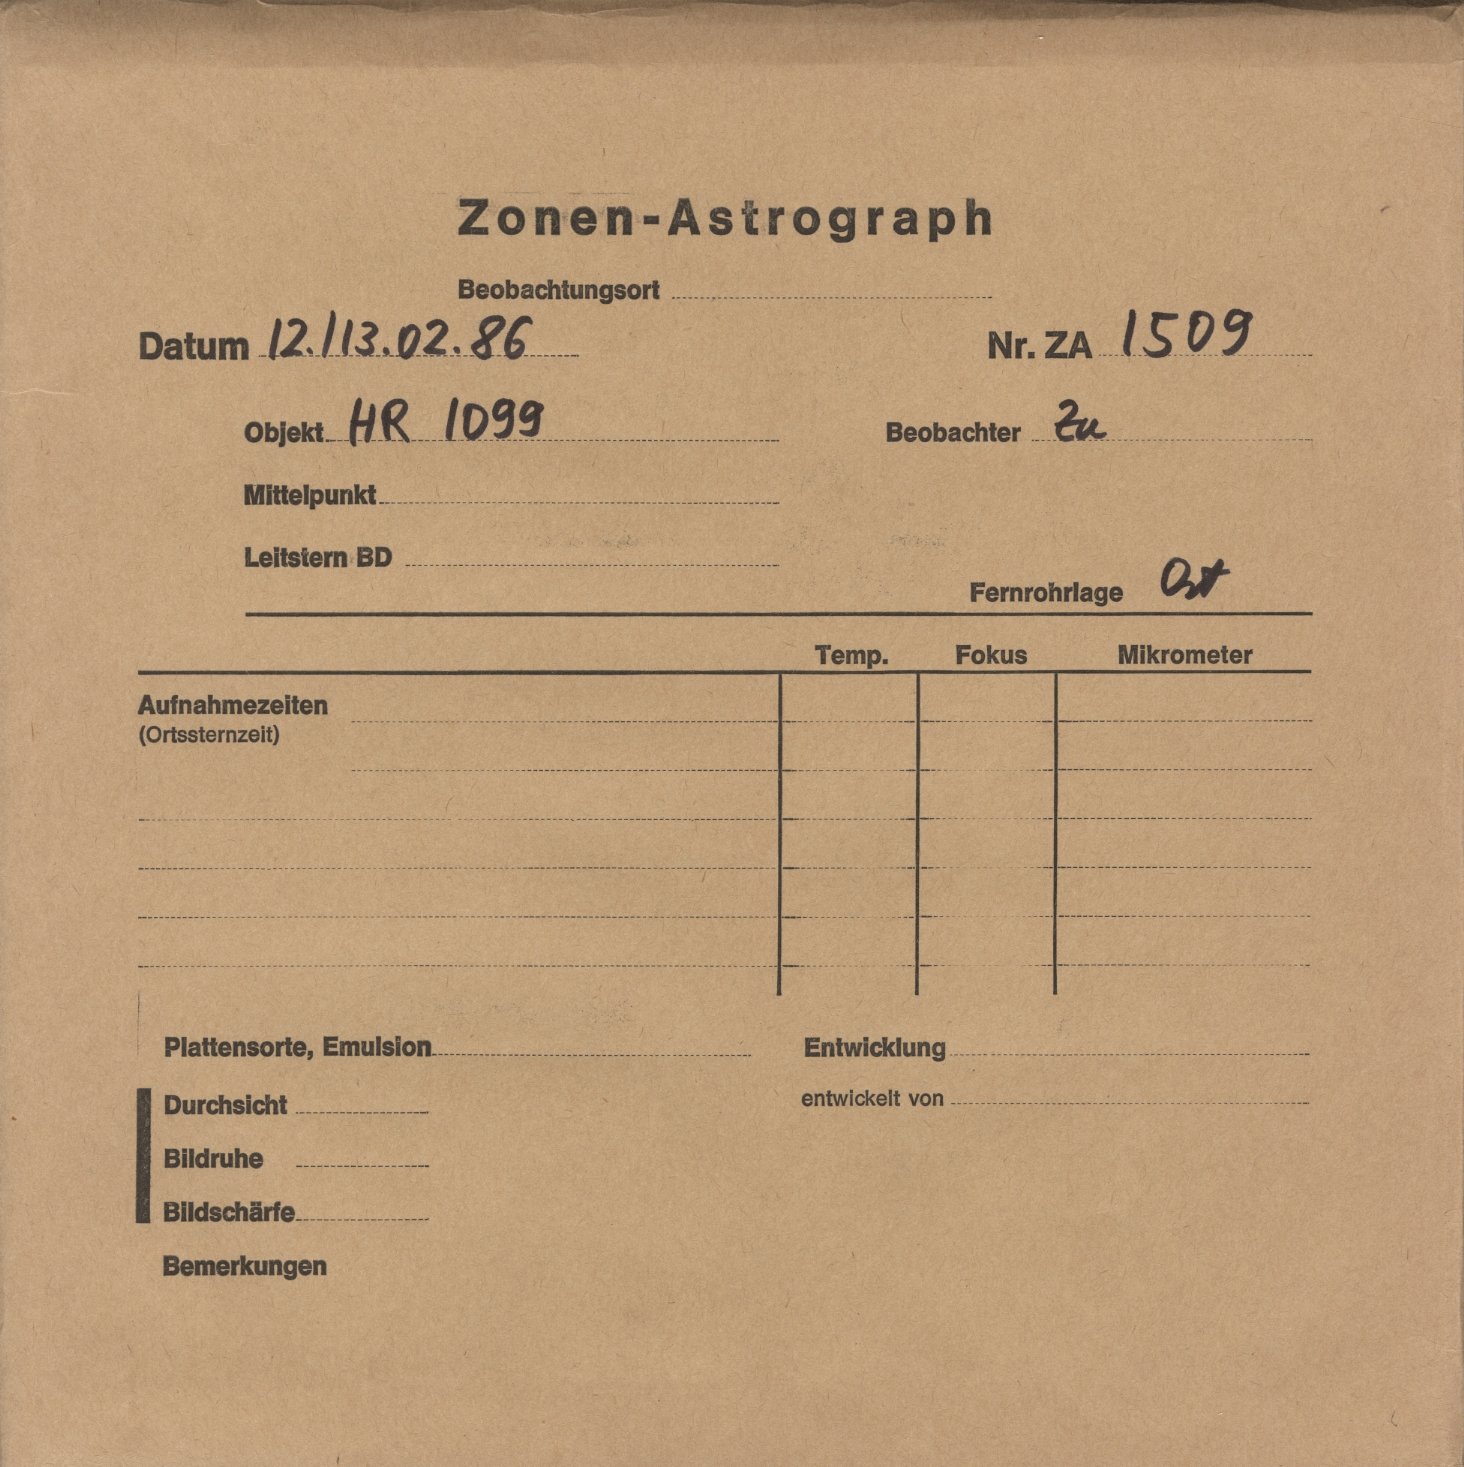 Zonen-Astrograph
Beobachtungsort
Datum 12./13.02.86 Nr. ZA 1509
Objekt HR 1099 Beobachter Zu
Mittelpunkt
Leitstern BD
Fernrohrlage Ost
Temp. Fokus Mikrometer
Aufnahmezeiten
(Ortssternzeit)
Plattensorte, Emulsion Entwicklung
Durchsicht entwickelt von
Bildruhe
Bildschärfe
Bemerkungen